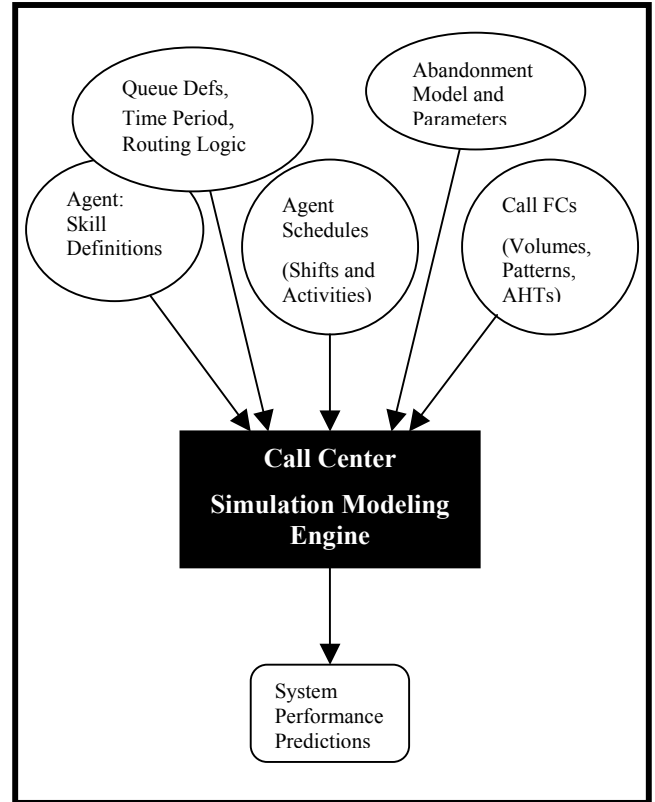 Queue Defs,
Time Period,
Routing Logic
Abandonment
Model and
Parameters
Agent:
Skill
Definitions
Agent
Schedules
(Shifts and
Activities)
Call FCs
(Volumes,
Patterns,
AHTs)
Call Center
Simulation Modeling
Engine
System
Performance
Predictions